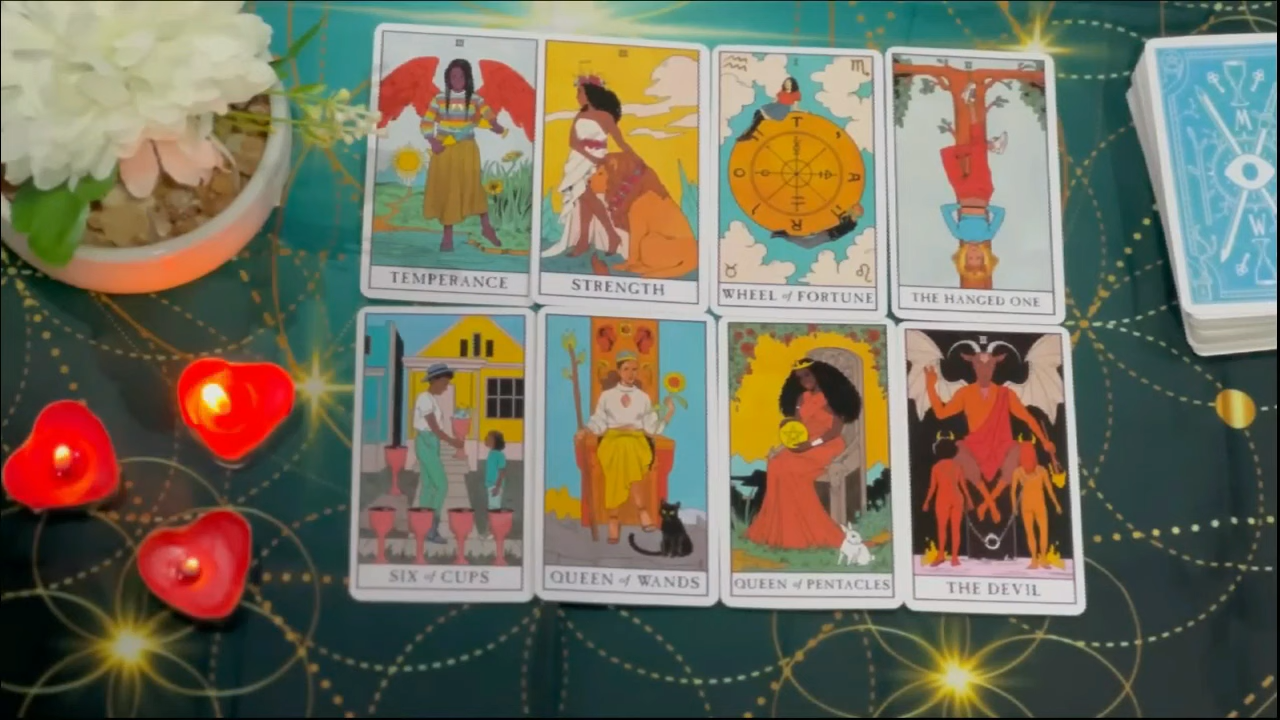 TEMPERANCE
STRENGTH
WHEEL of FORTUNE
THE HANGED ONE
SIX of CUPS
QUEEN of WANDS
QUEEN of PENTACLES
THE DEVIL
M
W